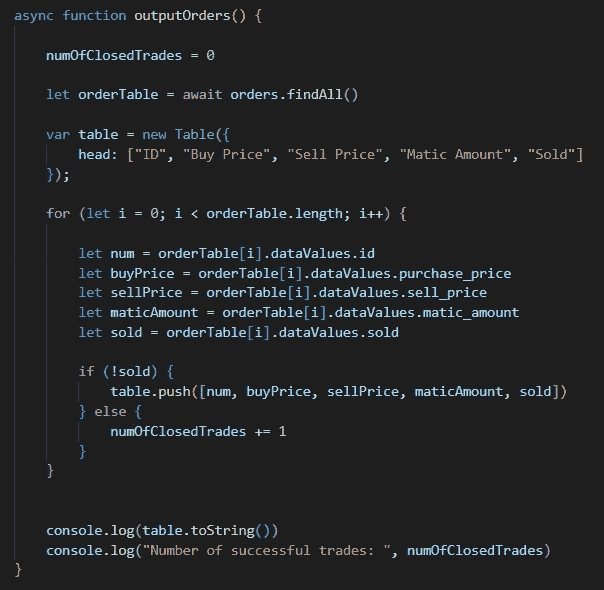 async function outputOrders() {
numOfClosedTrades = 0
let orderTable = await orders.findAll()
var table = new Table({
head: ["ID", "Buy Price", "Sell Price", "Matic Amount", "Sold"]
});
for (let i = 0; i < orderTable.length; i++) {
let num = orderTable[i].dataValues.id
let buyPrice = orderTable[i].dataValues.purchase_price
let sellPrice = orderTable[i].dataValues.sell_price
let maticAmount = orderTable[i].dataValues.matic_amount
let sold = orderTable[i].dataValues.sold
if (!sold) {
table.push([num, buyPrice, sellPrice, maticAmount, sold])
} else {
numOfClosedTrades += 1
}
}
console.log(table.toString())
console.log("Number of successful trades: ", numOfClosedTrades)
}